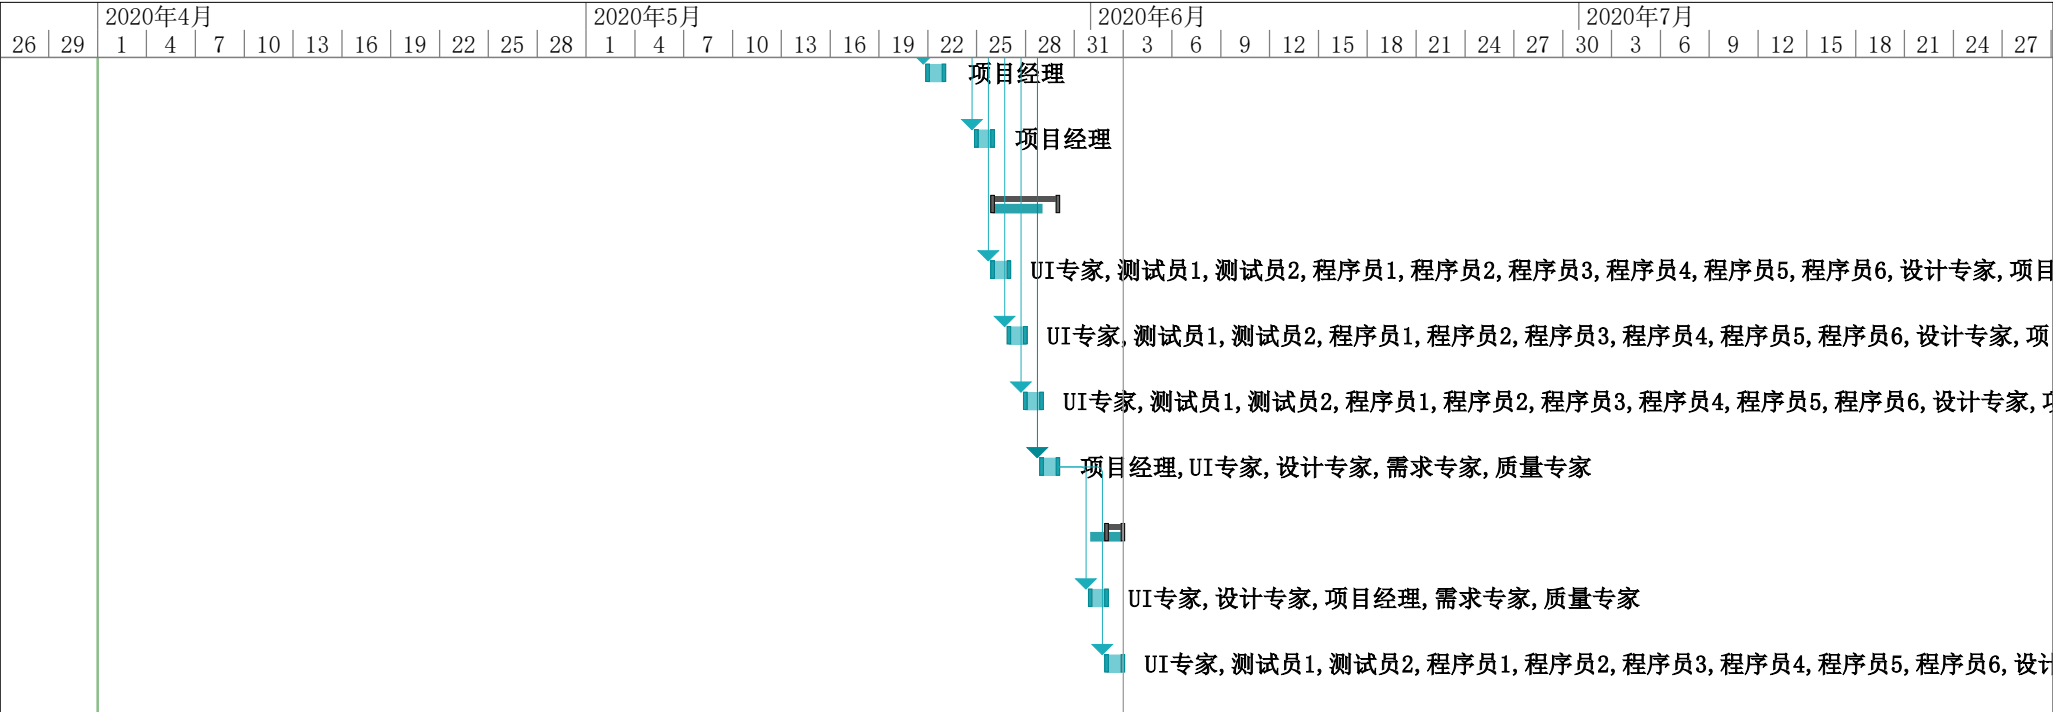 2020年4月 2020年5月 2020年6月 2020年7月
26 29 1 4 7 10 13 16 19 22 25 28 1 4 7 10 13 16 19 22 25 28 31 3 6 9 12 15 18 21 24 27 30 3 6 9 12 15 18 21 24 27
项目经理
项目经理
UI专家,测试员1,测试员2,程序员1,程序员2,程序员3,程序员4,程序员5,程序员6,设计专家,项目
UI专家,测试员1,测试员2,程序员1,程序员2,程序员3,程序员4,程序员5,程序员6,设计专家,项
UI专家,测试员1,测试员2,程序员1,程序员2,程序员3,程序员4,程序员5,程序员6,设计专家,
项目经理,UI专家,设计专家,需求专家,质量专家
UI专家,设计专家,项目经理,需求专家,质量专家
UI专家,测试员1,测试员2,程序员1,程序员2,程序员3,程序员4,程序员5,程序员6,设计